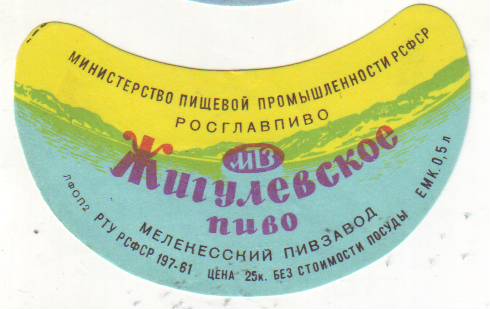 МИНИСТЕРСТВО ПИЩЕВОЙ ПРОМЫШЛЕННОСТИ РСФСР
РОСГЛАВПИВО
МПЗ
Жигулевское
пиво
МЕЛЕКЕССКИЙ ПИВЗАВОД
ЛФОП2 РТУ РСФСР 197-61 ЦЕНА 25к. БЕЗ СТОИМОСТИ ПОСУДЫ ЕМК. 0,5 л